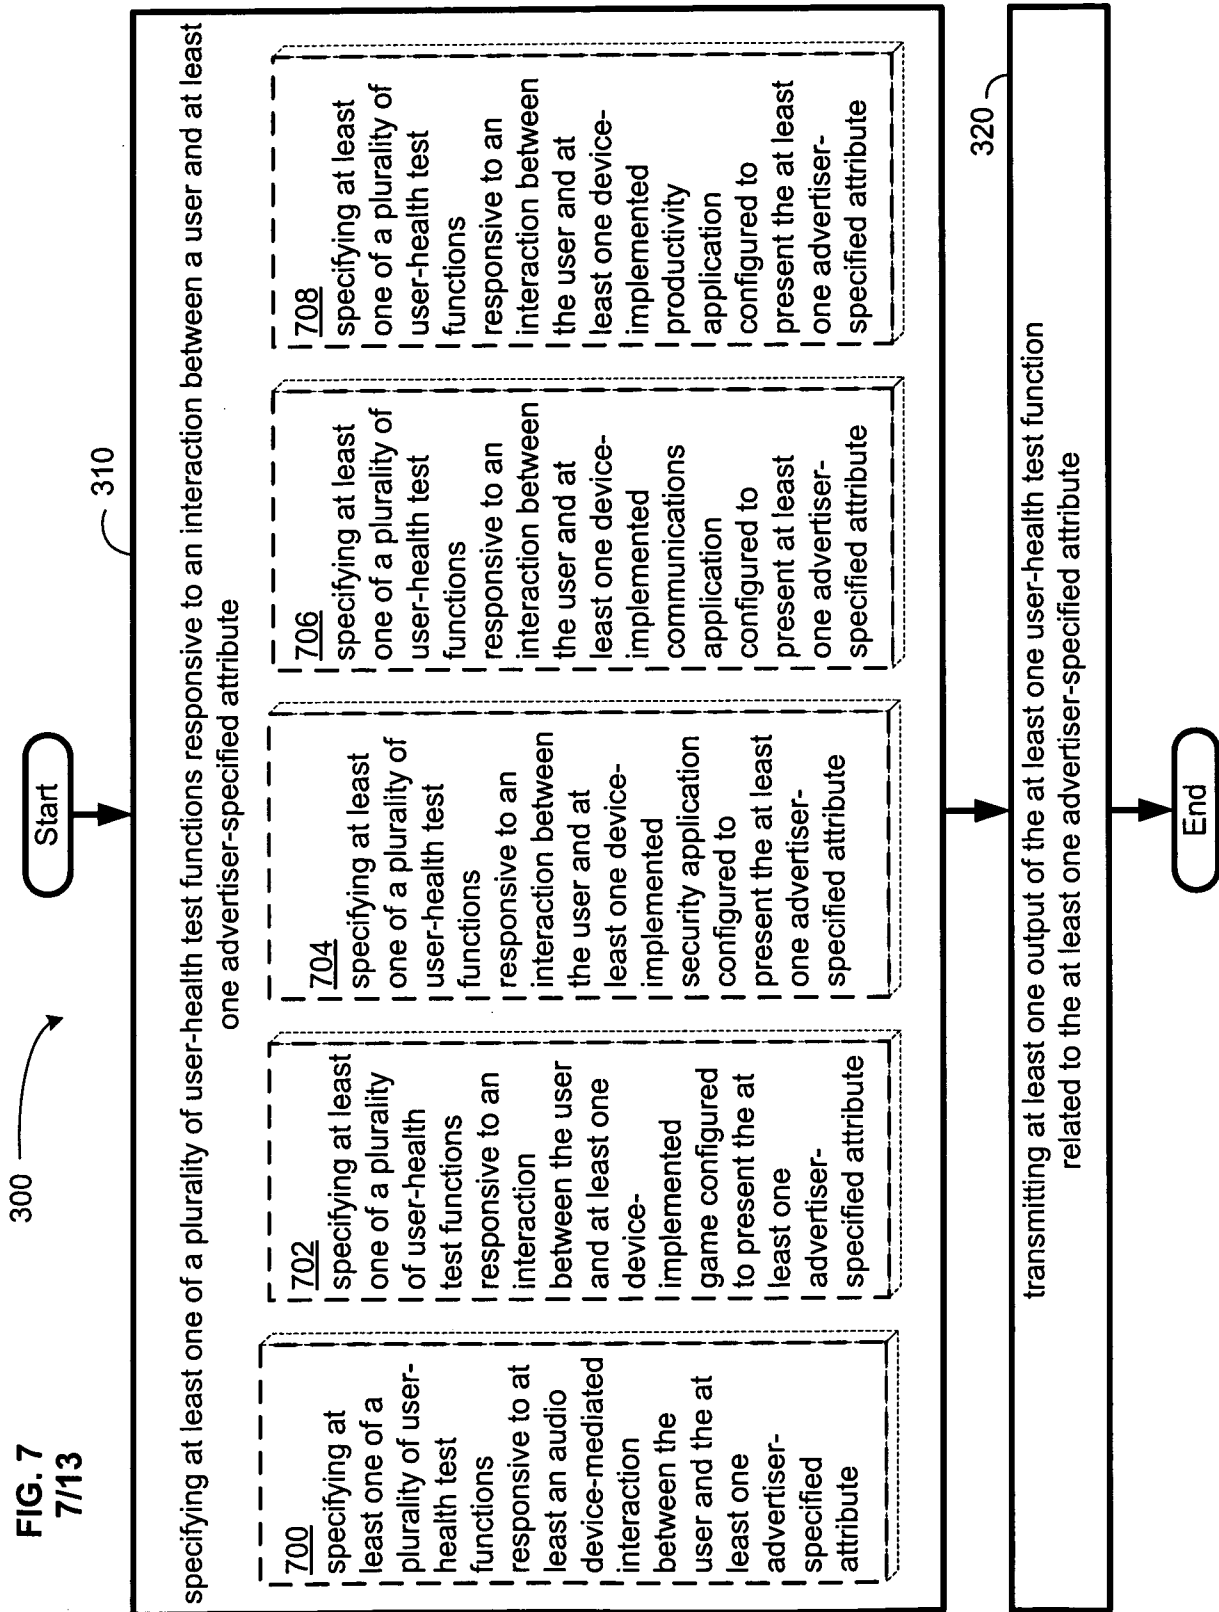 FIG. 7
7/13
300
Start
310
specifying at least one of a plurality of user-health test functions responsive to an interaction between a user and at least
one advertiser-specified attribute
700
specifying at
least one of a
plurality of user-
health test
functions
responsive to at
least an audio
device-mediated
interaction
between the
user and the at
least one
advertiser-
specified
attribute
702
specifying at least
one of a plurality
of user-health
test functions
responsive to an
interaction
between the user
and at least one
device-
implemented
game configured
to present the at
least one
advertiser-
specified attribute
704
specifying at least
one of a plurality of
user-health test
functions
responsive to an
interaction between
the user and at
least one device-
implemented
security application
configured to
present the at least
one advertiser-
specified attribute
706
specifying at least
one of a plurality of
user-health test
functions
responsive to an
interaction between
the user and at
least one device-
implemented
communications
application
configured to
present at least
one advertiser-
specified attribute
708
specifying at least
one of a plurality of
user-health test
functions
responsive to an
interaction between
the user and at
least one device-
implemented
productivity
application
configured to
present the at least
one advertiser-
specified attribute
320
transmitting at least one output of the at least one user-health test function
related to the at least one advertiser-specified attribute
End